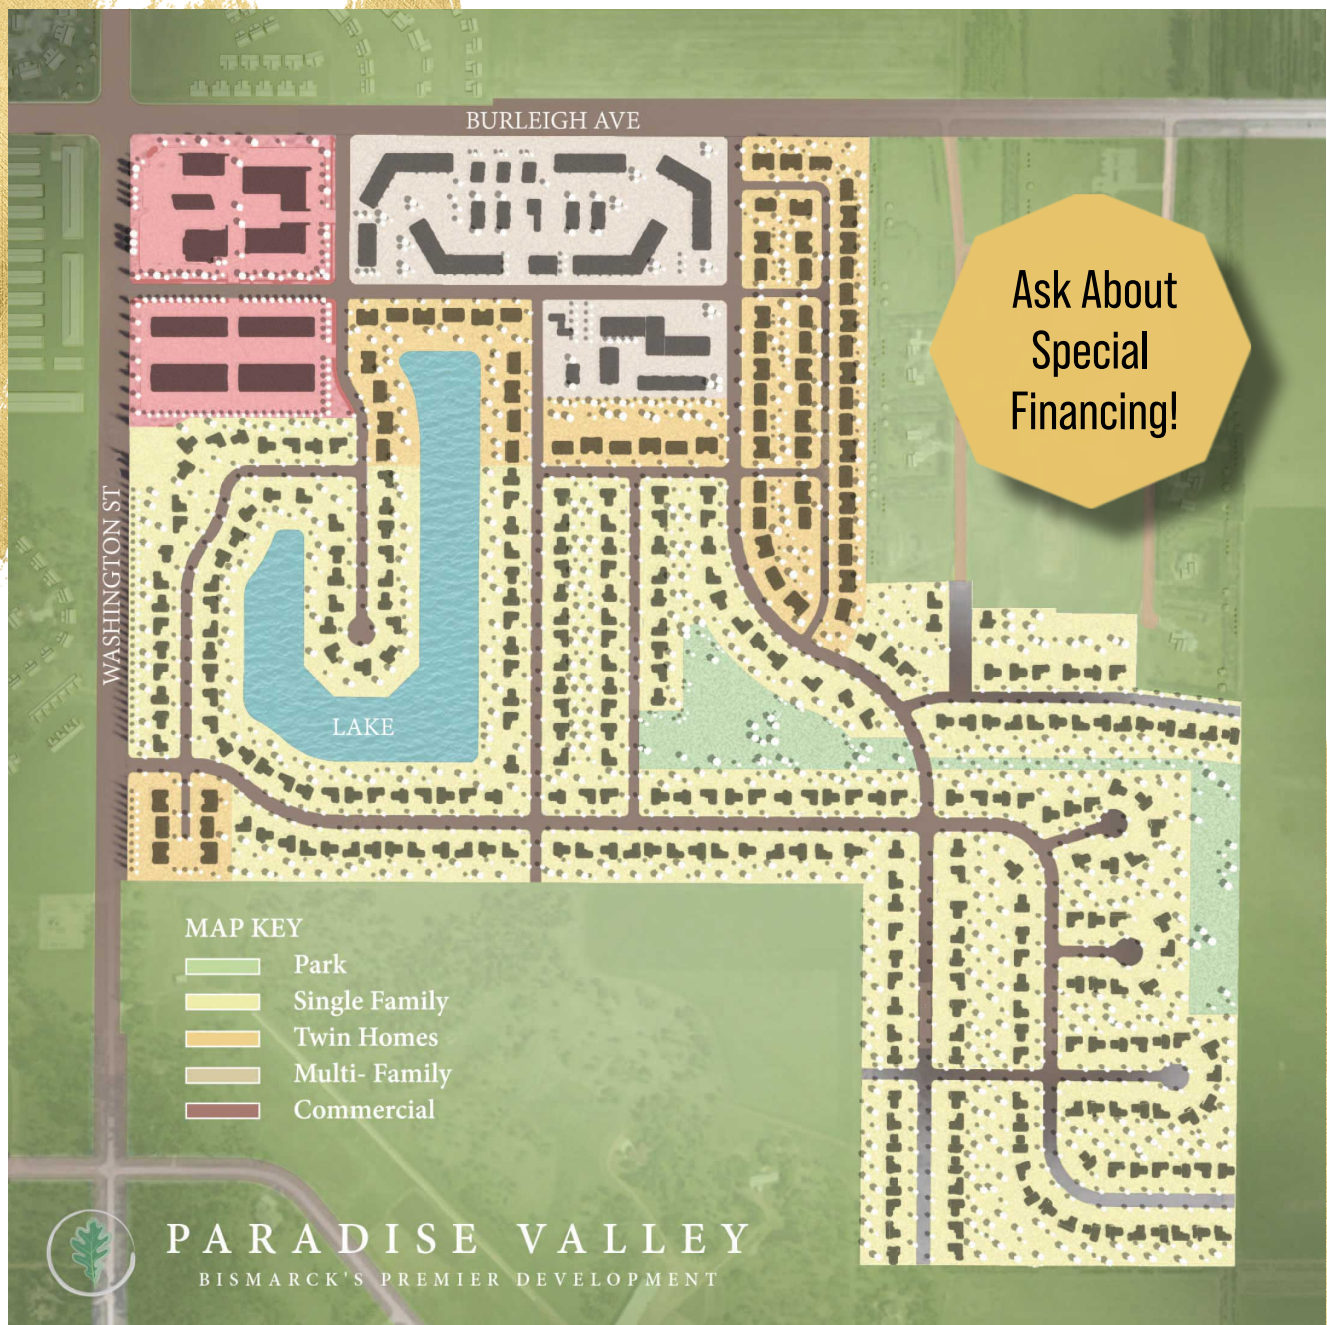 BURLEIGH AVE
Ask About
Special
Financing!
WASHINGTON ST
LAKE
MAP KEY
Park
Single Family
Twin Homes
Multi- Family
Commercial
PARADISE VALLEY
BISMARCK'S PREMIER DEVELOPMENT